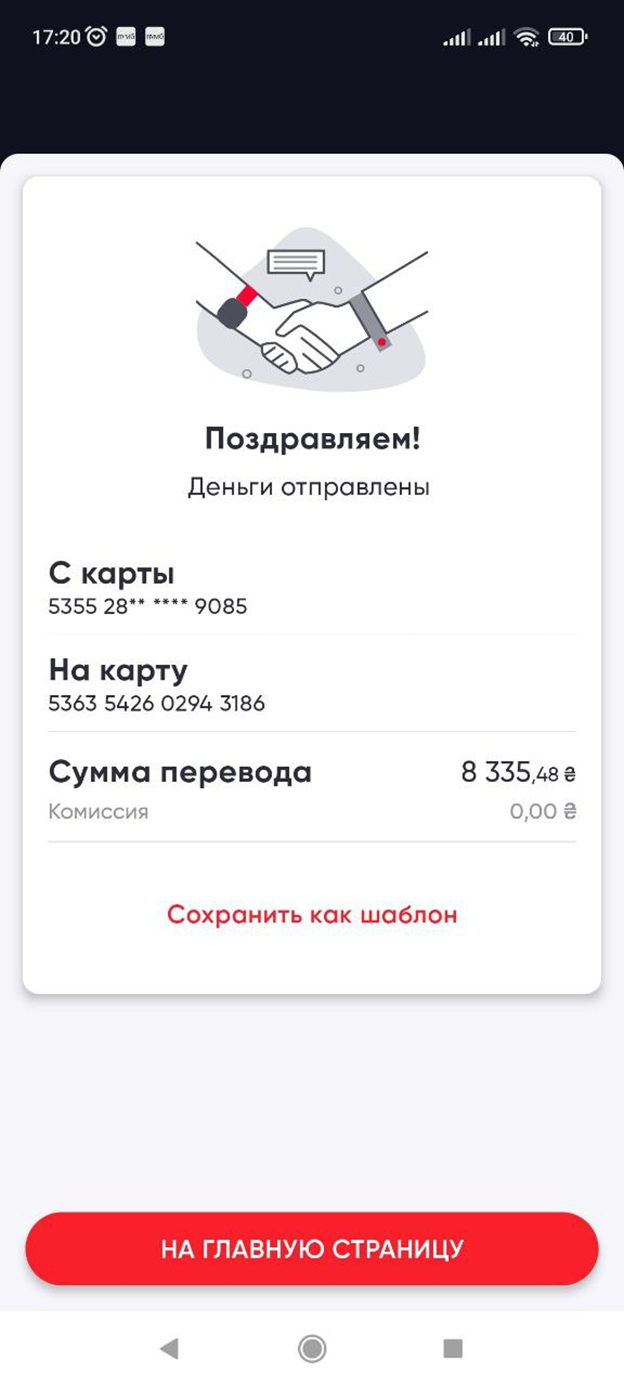 17:20
40
Поздравляем!
Деньги отправлены
С карты
5355 28** **** 9085
На карту
5363 5426 0294 3186
Сумма перевода 8 335,48 ₴
Комиссия 0,00 ₴
Сохранить как шаблон
НА ГЛАВНУЮ СТРАНИЦУ